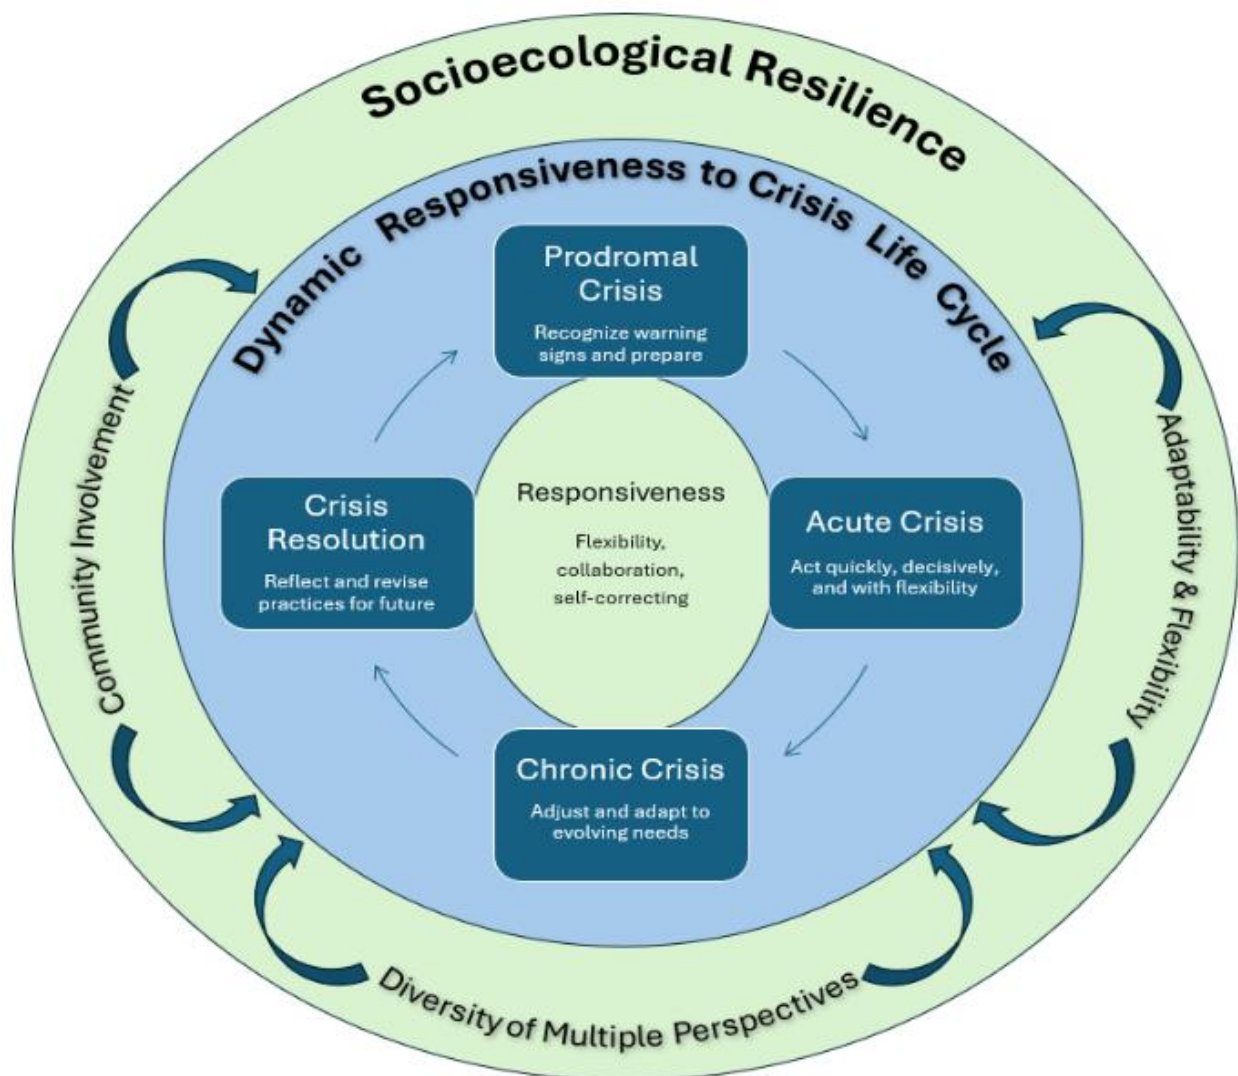 Socioecological Resilience
Dynamic Responsiveness to Crisis Life Cycle
Prodromal
Crisis
Recognize warning
signs and prepare
Acute Crisis
Act quickly, decisively,
and with flexibility
Chronic Crisis
Adjust and adapt to
evolving needs
Crisis
Resolution
Reflect and revise
practices for future
Responsiveness
Flexibility,
collaboration,
self-correcting
Community Involvement
Adaptability & Flexibility
Diversity of Multiple Perspectives